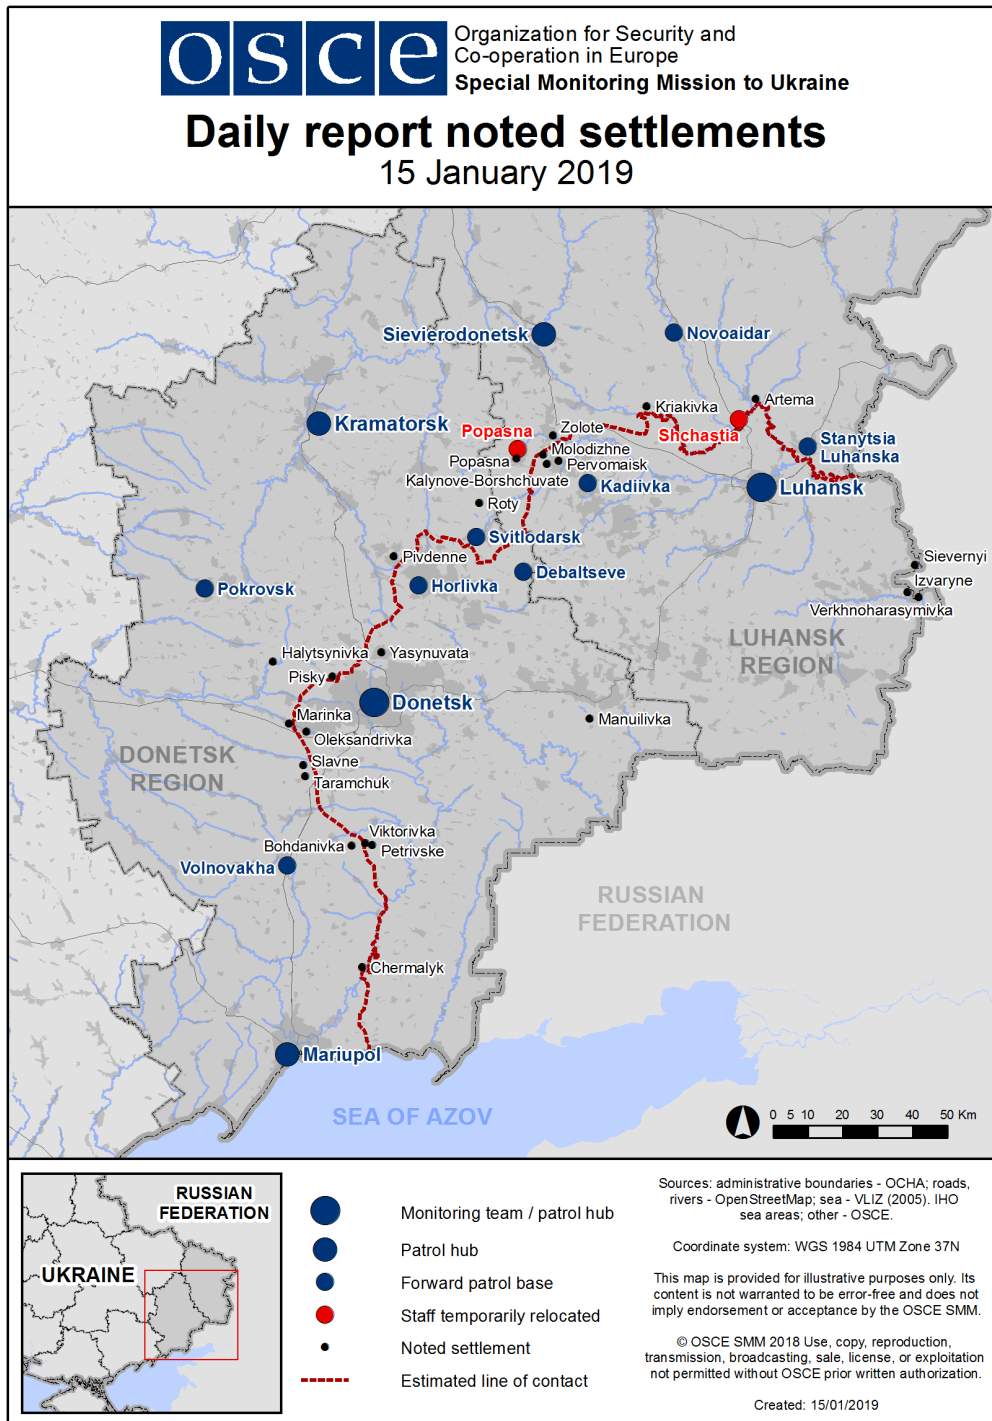 OSCE
Organization for Security and
Co-operation in Europe
Special Monitoring Mission to Ukraine
Daily report noted settlements
15 January 2019
Sievierodonetsk
Novoaidar
Kriakivka
Artema
Kramatorsk
Popasna
Zolote
Shchastia
Stanytsia
Luhanska
Molodizhne
Popasna
Pervomaisk
Kalynove-Borshchuvate
Kadiivka
Luhansk
Roty
Svitlodarsk
Pivdenne
Sievernyi
Debaltseve
Izvaryne
Pokrovsk
Horlivka
Verkhnoharasymivka
LUHANSK
REGION
Halytsynivka
Yasynuvata
Pisky
Donetsk
Marinka
Manuilivka
Oleksandrivka
DONETSK
REGION
Slavne
Taramchuk
Viktorivka
Bohdanivka
Petrivske
Volnovakha
RUSSIAN
FEDERATION
Chermalyk
Mariupol
SEA OF AZOV
0 5 10 20 30 40 50 Km
RUSSIAN
FEDERATION
UKRAINE
Monitoring team / patrol hub
Patrol hub
Forward patrol base
Staff temporarily relocated
Noted settlement
Estimated line of contact
Sources: administrative boundaries - OCHA; roads,
rivers - OpenStreetMap; sea - VLIZ (2005). IHO
sea areas; other - OSCE.
Coordinate system: WGS 1984 UTM Zone 37N
This map is provided for illustrative purposes only. Its
content is not warranted to be error-free and does not
imply endorsement or acceptance by the OSCE SMM.
© OSCE SMM 2018 Use, copy, reproduction,
transmission, broadcasting, sale, license, or exploitation
not permitted without OSCE prior written authorization.
Created: 15/01/2019